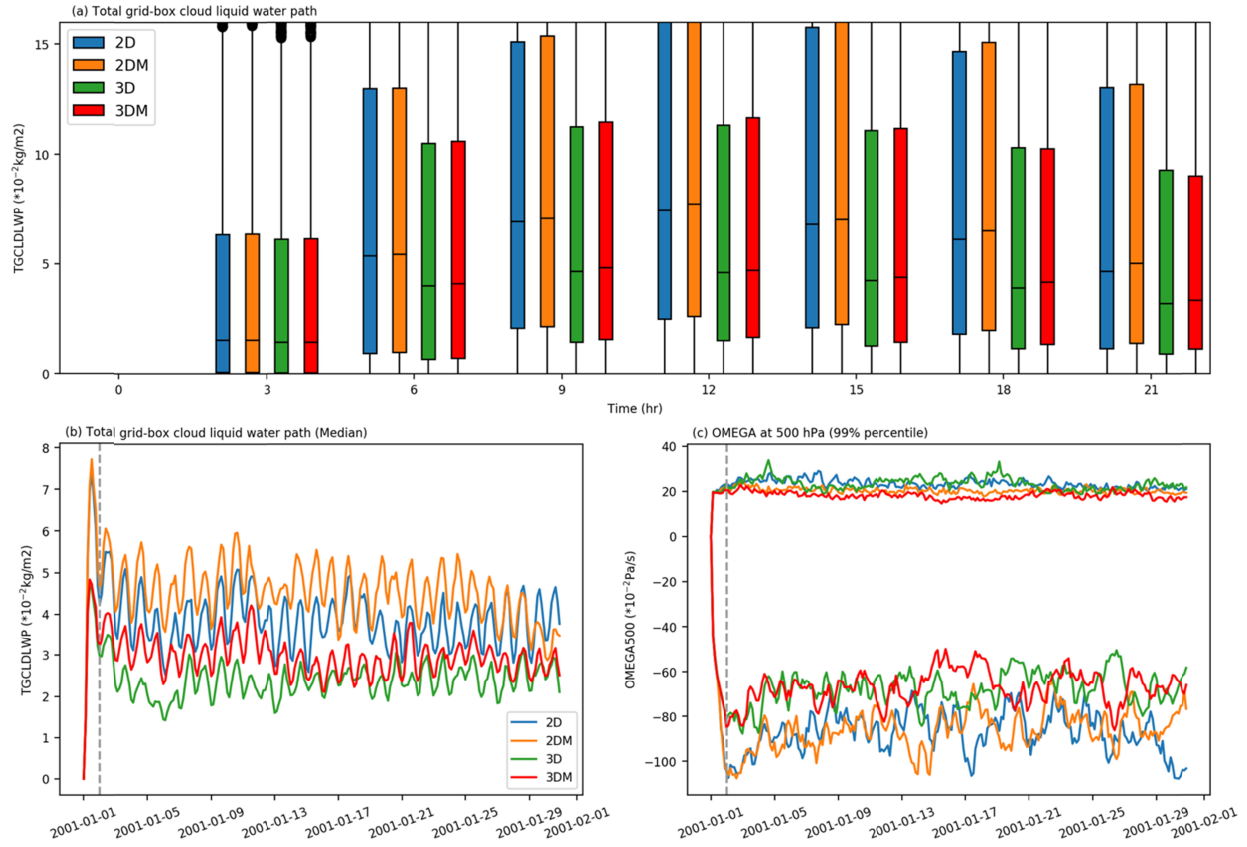 (a) Total grid-box cloud liquid water path
2D
2DM
3D
3DM
15
10
5
0
TGCLDLWP (*10⁻²kg/m2)
0 3 6 9 12 15 18 21
Time (hr)
(b) Total grid-box cloud liquid water path (Median)
8
7
6
5
4
3
2
1
0
TGCLDLWP (*10⁻²kg/m2)
2D
2DM
3D
3DM
2001-01-01 2001-01-05 2001-01-09 2001-01-13 2001-01-17 2001-01-21 2001-01-25 2001-01-29 2001-02-01
(c) OMEGA at 500 hPa (99% percentile)
40
20
0
−20
−40
−60
−80
−100
OMEGA500 (*10⁻²Pa/s)
2001-01-01 2001-01-05 2001-01-09 2001-01-13 2001-01-17 2001-01-21 2001-01-25 2001-01-29 2001-02-01